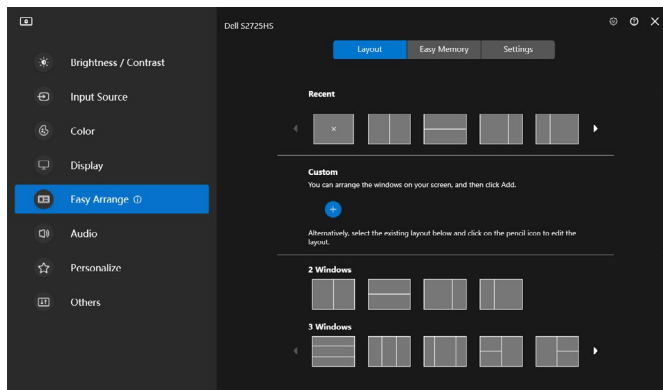 Dell S2725HS
Brightness / Contrast
Input Source
Color
Display
Easy Arrange
Audio
Personalize
Others
Layout
Easy Memory
Settings
Recent
Custom
You can arrange the windows on your screen, and then click Add.
Alternatively, select the existing layout below and click on the pencil icon to edit the
layout.
2 Windows
3 Windows